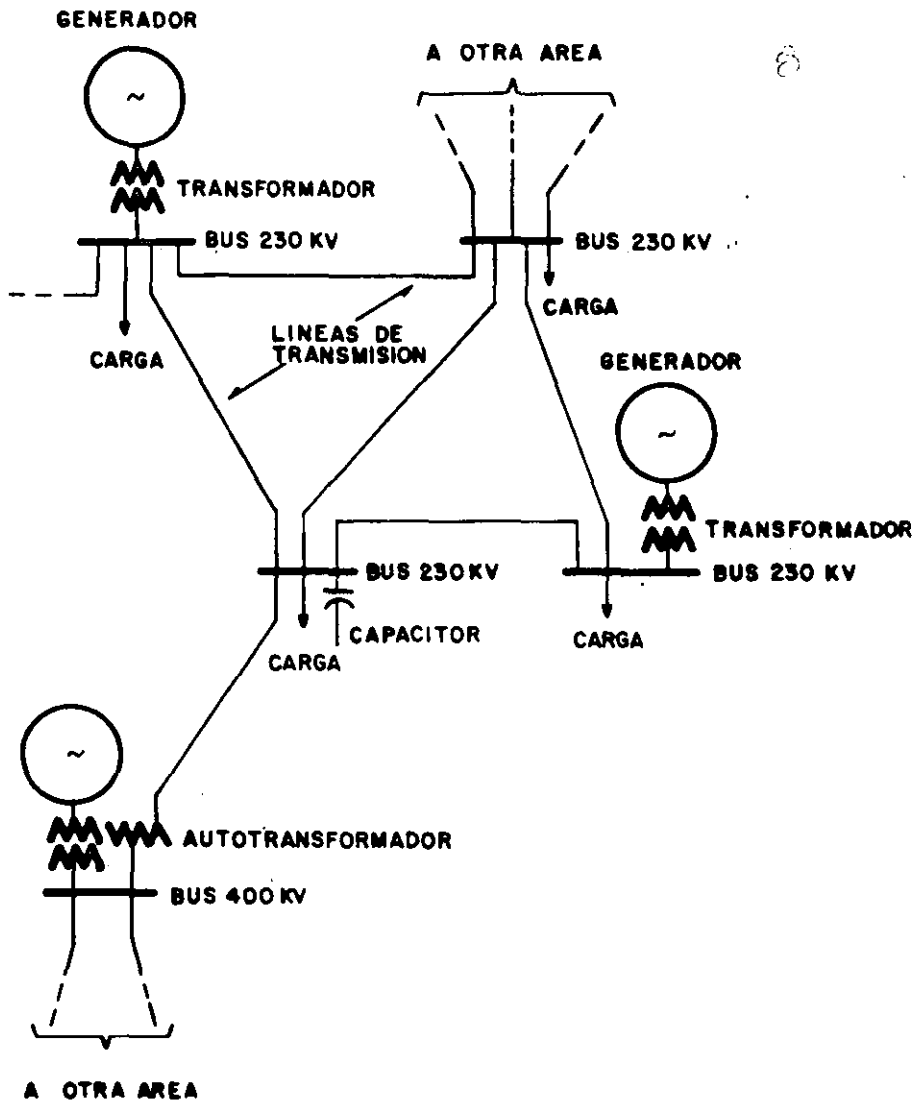 GENERADOR
A OTRA AREA
~
TRANSFORMADOR
BUS 230 KV
BUS 230 KV
CARGA
LINEAS DE
TRANSMISION
CARGA
GENERADOR
~
TRANSFORMADOR
BUS 230 KV
BUS 230 KV
CAPACITOR
CARGA
CARGA
~
AUTOTRANSFORMADOR
BUS 400 KV
A OTRA AREA